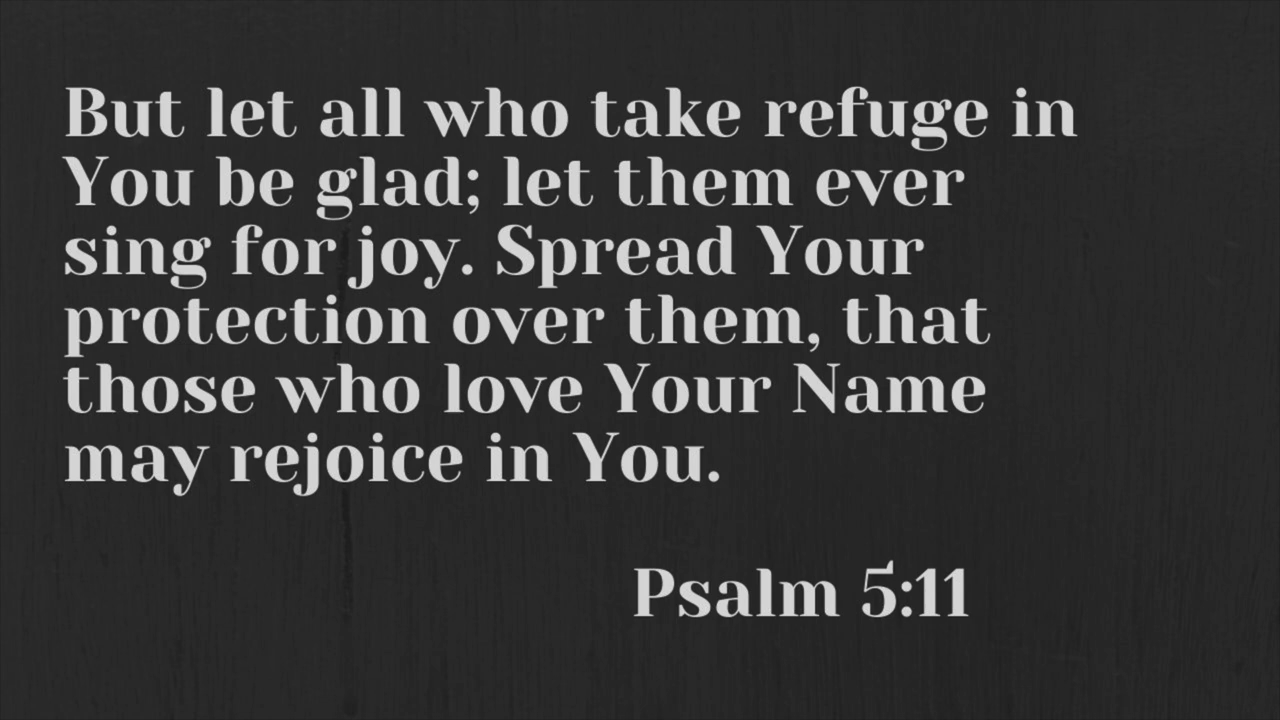 But let all who take refuge in
You be glad; let them ever
sing for joy. Spread Your
protection over them, that
those who love Your Name
may rejoice in You.
Psalm 5:11